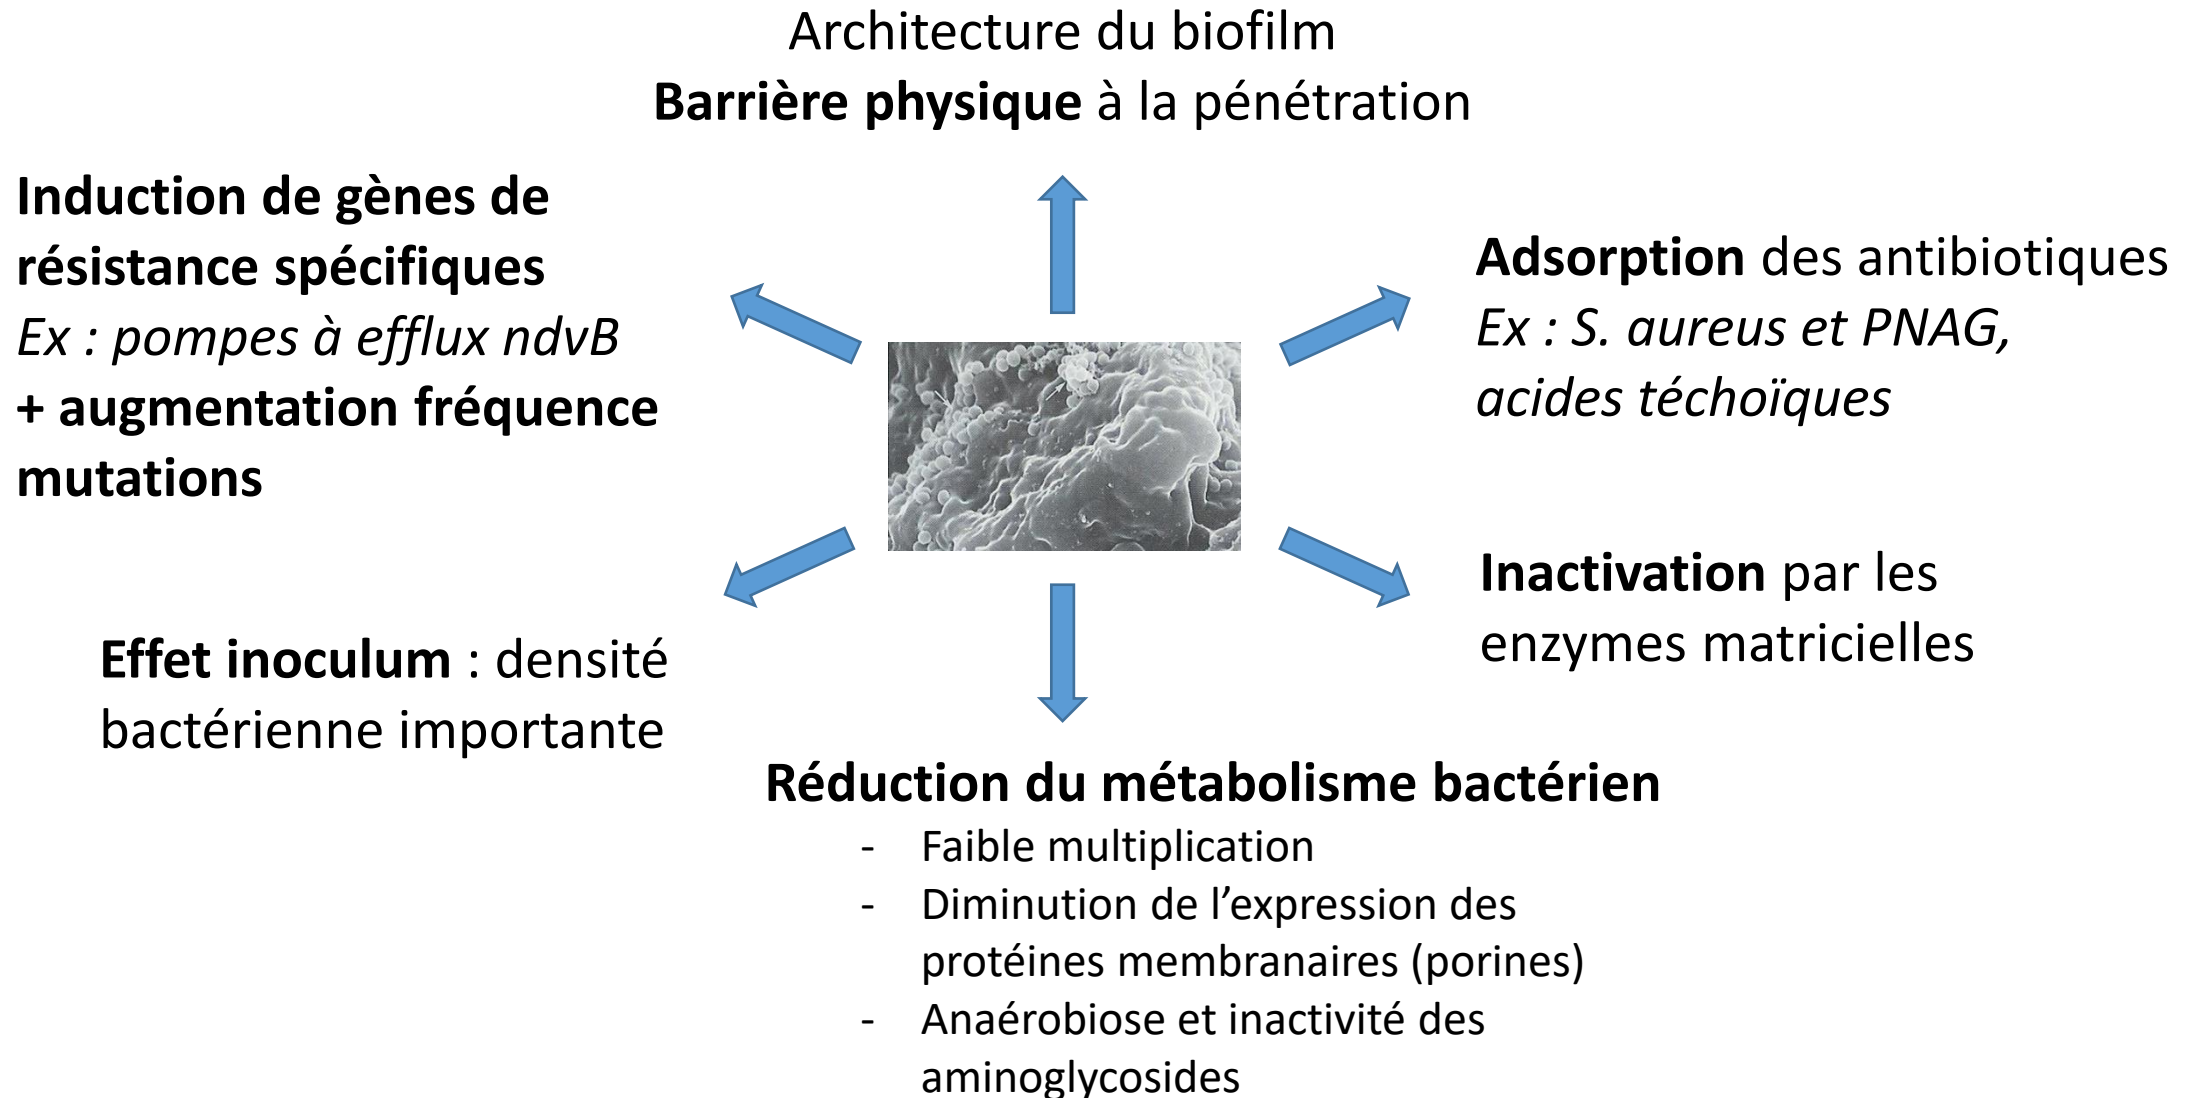 Architecture du biofilm
Barrière physique à la pénétration
Induction de gènes de
résistance spécifiques
Ex : pompes à efflux ndvB
+ augmentation fréquence
mutations
Adsorption des antibiotiques
Ex : S. aureus et PNAG,
acides téchoïques
Inactivation par les
enzymes matricielles
Effet inoculum : densité
bactérienne importante
Réduction du métabolisme bactérien
- Faible multiplication
- Diminution de l’expression des
protéines membranaires (porines)
- Anaérobiose et inactivité des
aminoglycosides